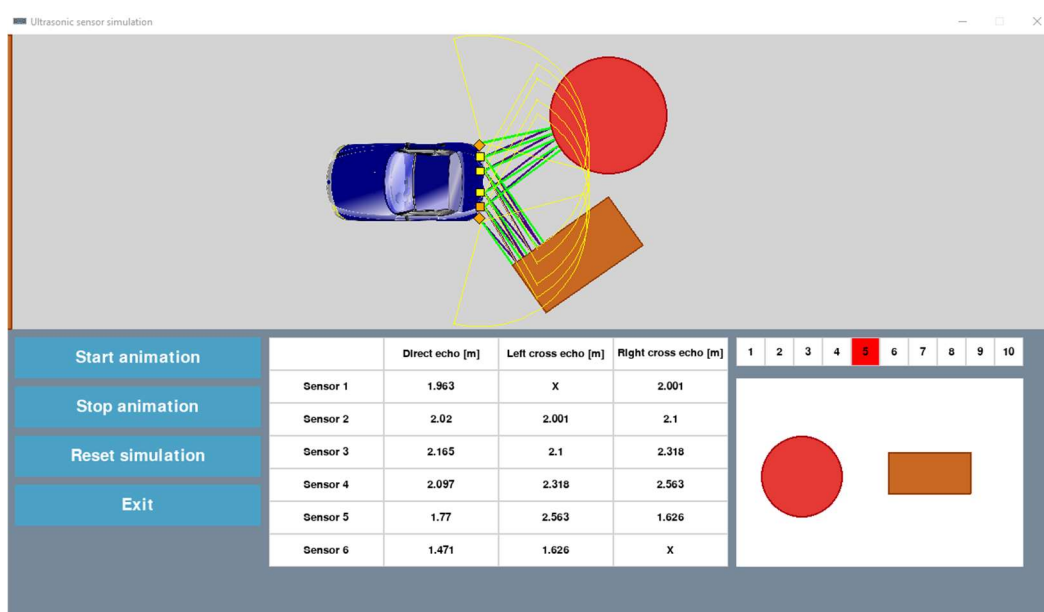 Ultrasonic sensor simulation
Start animation
Stop animation
Reset simulation
Exit
Direct echo [m] Left cross echo [m] Right cross echo [m]
Sensor 1 1.963 X 2.001
Sensor 2 2.02 2.001 2.1
Sensor 3 2.165 2.1 2.318
Sensor 4 2.097 2.318 2.563
Sensor 5 1.77 2.563 1.626
Sensor 6 1.471 1.626 X
1 2 3 4 5 6 7 8 9 10